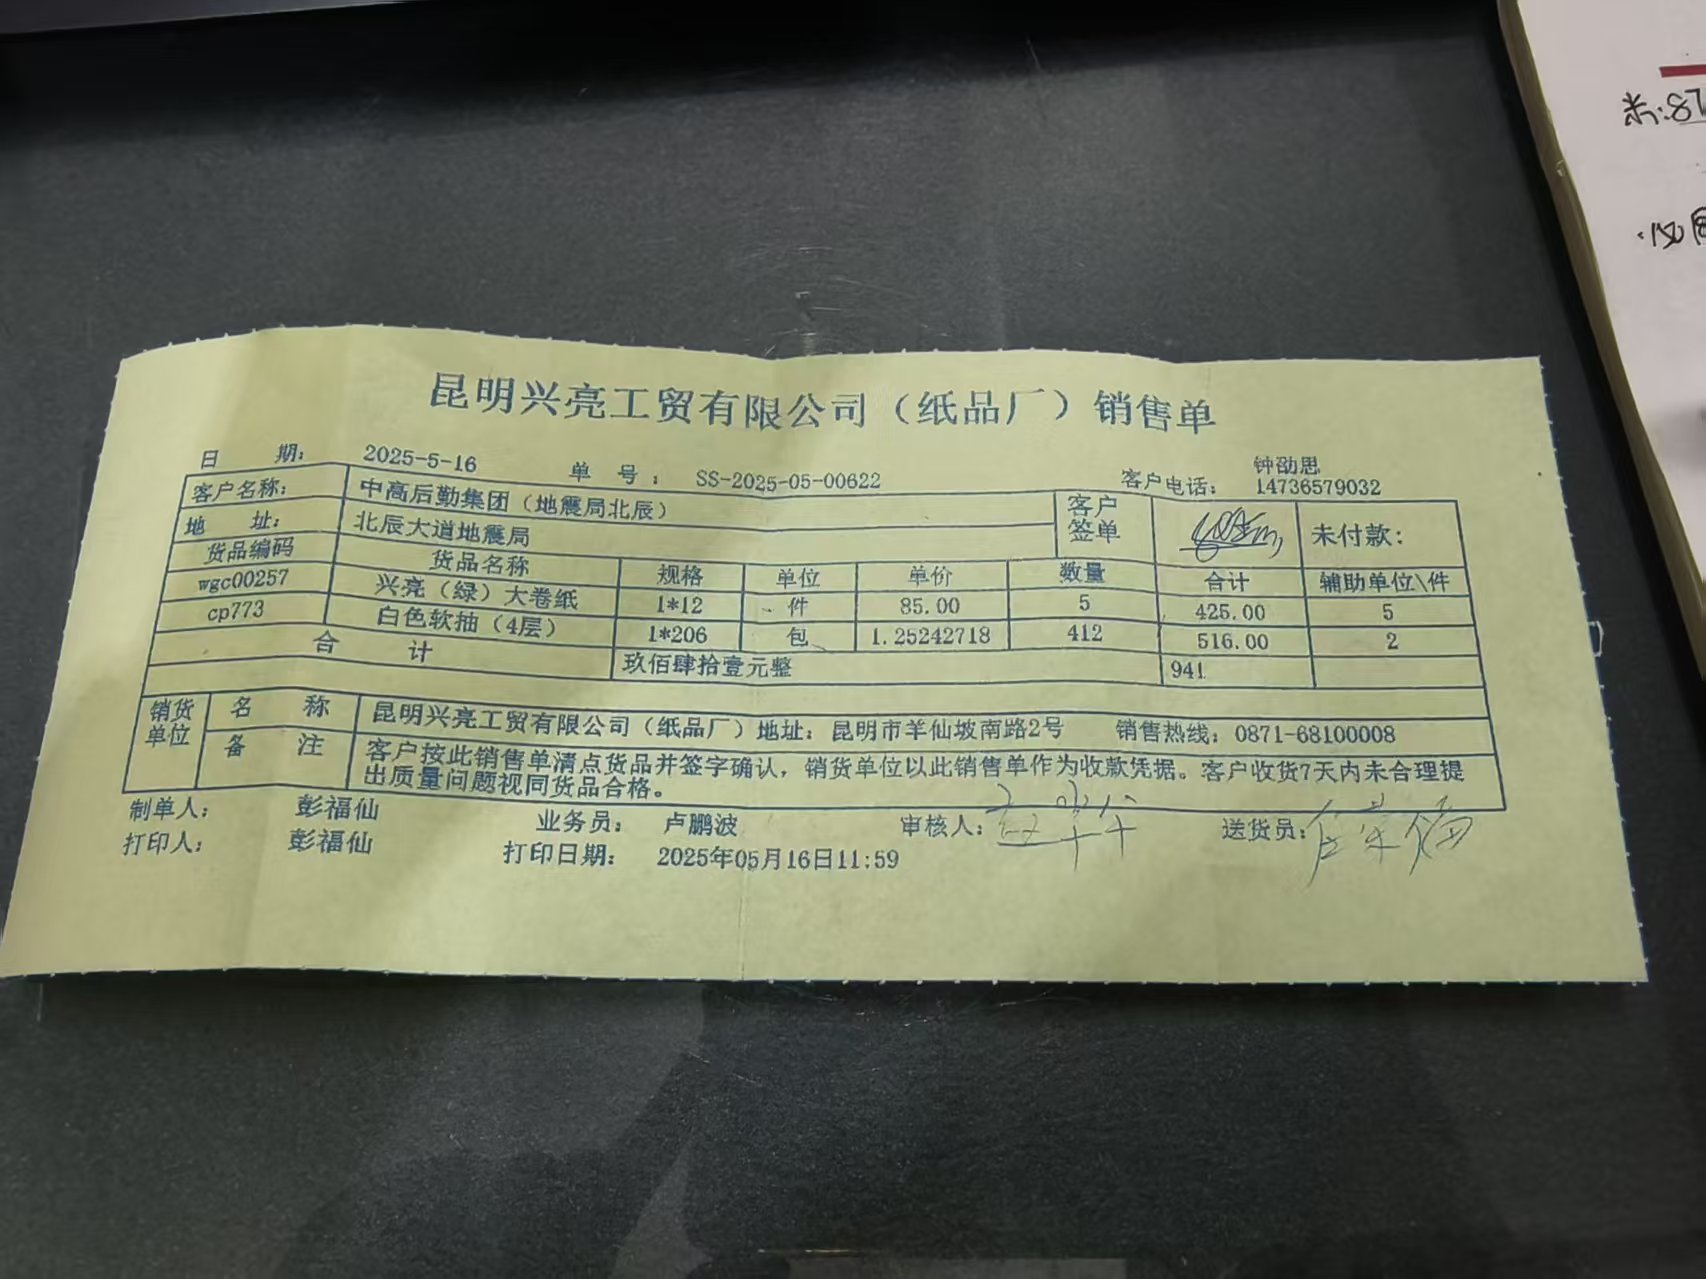 昆明兴亮工贸有限公司（纸品厂）销售单
日 期： 2025-5-16 单 号 ： SS-2025-05-00622 客户电话： 钟劭思 14736579032
客户名称： 中高后勤集团（地震局北辰） 客户签单 未付款：
地 址： 北辰大道地震局
货品编码 货品名称 规格 单位 单价 数量 合计 辅助单位\件
wgc00257 兴亮（绿）大卷纸 1*12 件 85.00 5 425.00 5
cp773 白色软抽（4层） 1*206 包 1.25242718 412 516.00 2
合 计 玖佰肆拾壹元整 941
销货单位 名 称 昆明兴亮工贸有限公司（纸品厂）地址：昆明市羊仙坡南路2号 销售热线：0871-68100008
备 注 客户按此销售单清点货品并签字确认，销货单位以此销售单作为收款凭据。客户收货7天内未合理提
出质量问题视同货品合格。
制单人： 彭福仙 业务员： 卢鹏波 审核人： 送货员：
打印人： 彭福仙 打印日期： 2025年05月16日11:59